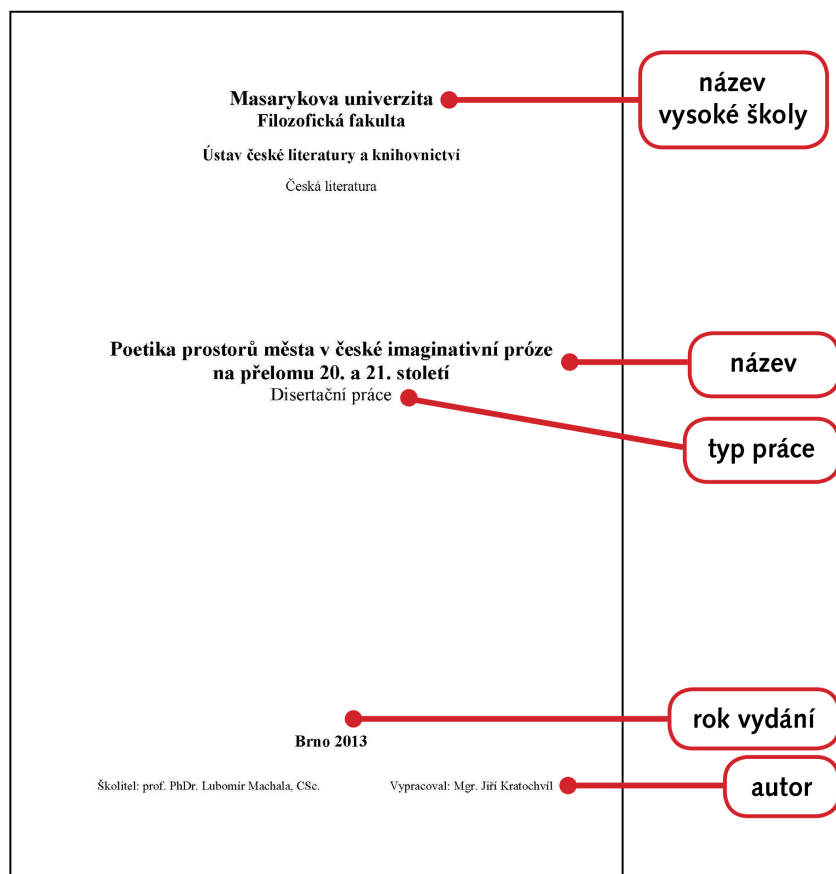 Masarykova univerzita
Filozofická fakulta
Ústav české literatury a knihovnictví
Česká literatura
Poetika prostorů města v české imaginativní próze
na přelomu 20. a 21. století
Disertační práce
Brno 2013
Školitel: prof. PhDr. Lubomír Machala, CSc.
Vypracoval: Mgr. Jiří Kratochvíl
název
vysoké školy
název
typ práce
rok vydání
autor